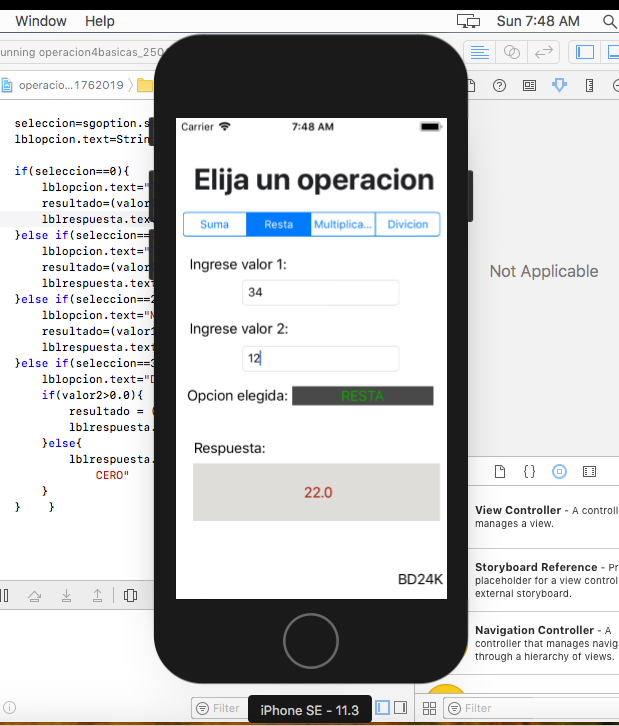 Window Help Sun 7:48 AM
unning operacion4basicas_250
operacio...1762019
seleccion=sgoption.s
lblopcion.text=Strin
if(seleccion==0){
lblopcion.text="
resultado=(valor
lblrespuesta.tex
}else if(seleccion==
lblopcion.text="
resultado=(valor
lblrespuesta.tex
}else if(seleccion==2
lblopcion.text="M
resultado=(valor1
lblrespuesta.text
}else if(seleccion==3
lblopcion.text="D
if(valor2>0.0){
resultado = (
lblrespuesta.
}else{
lblrespuesta.
CERO"
}
} }
Carrier 7:48 AM
Elija un operacion
Suma Resta Multiplica... Divicion
Ingrese valor 1:
34
Ingrese valor 2:
12
Opcion elegida: RESTA
Respuesta:
22.0
BD24K
Not Applicable
View Controller - A controll
manages a view.
Storyboard Reference - Pr
placeholder for a view control
external storyboard.
Navigation Controller - A
controller that manages navig
through a hierarchy of views.
Filter
iPhone SE - 11.3
Filter